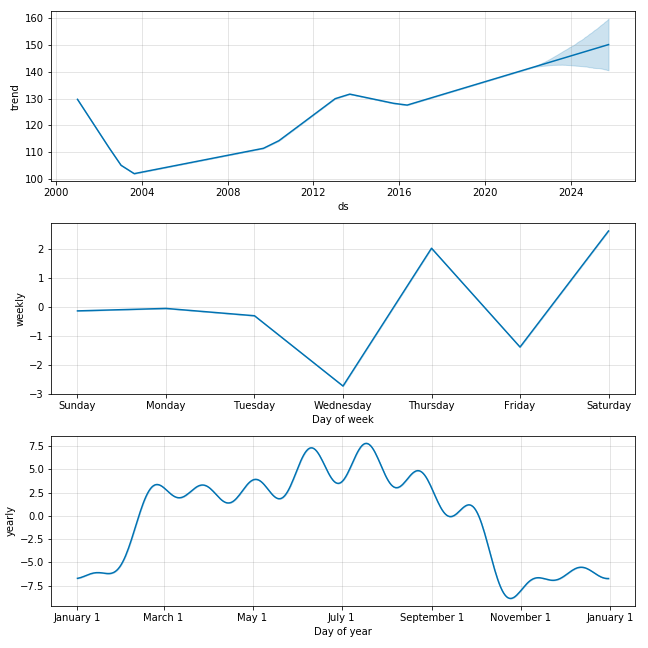 160
150
140
130
120
110
100
trend
2000 2004 2008 2012 2016 2020 2024
ds
2
1
0
−1
−2
−3
weekly
Sunday Monday Tuesday Wednesday Thursday Friday Saturday
Day of week
7.5
5.0
2.5
0.0
−2.5
−5.0
−7.5
yearly
January 1 March 1 May 1 July 1 September 1 November 1 January 1
Day of year